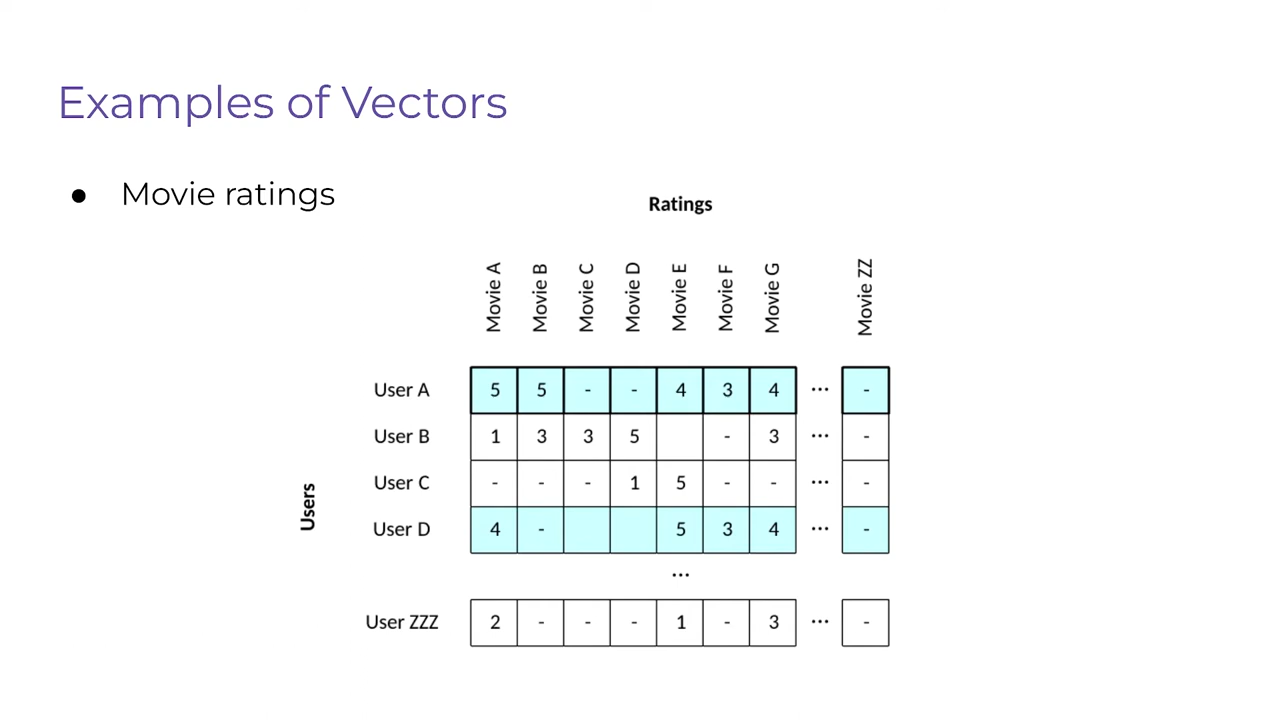 Examples of Vectors
● Movie ratings
Ratings
Movie A Movie B Movie C Movie D Movie E Movie F Movie G Movie ZZ
User A 5 5 - - 4 3 4 ... -
User B 1 3 3 5 - 3 ... -
User C - - - 1 5 - - ... -
Users
User D 4 - 5 3 4 ... -
...
User ZZZ 2 - - - 1 - 3 ... -